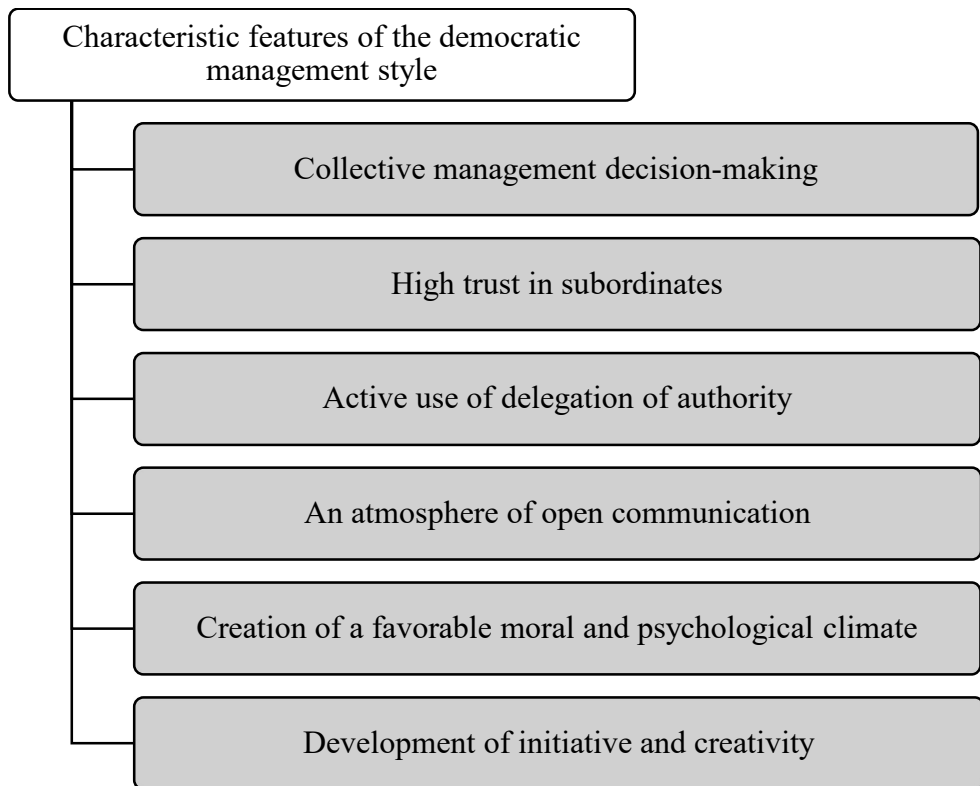 Characteristic features of the democratic
management style
Collective management decision-making
High trust in subordinates
Active use of delegation of authority
An atmosphere of open communication
Creation of a favorable moral and psychological climate
Development of initiative and creativity